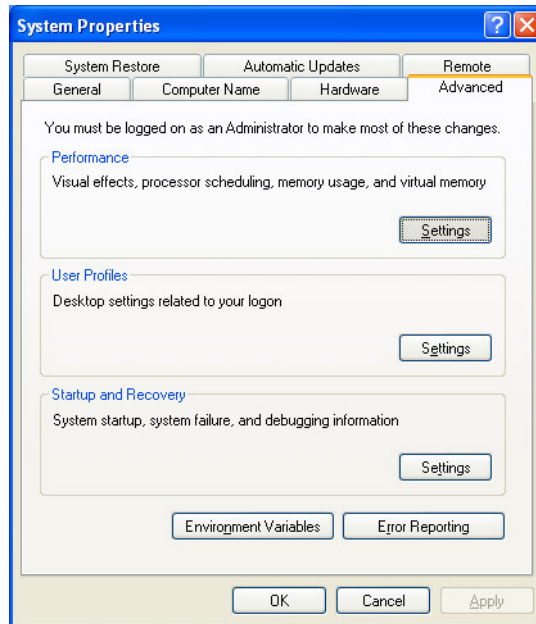 System Properties
System Restore Automatic Updates Remote
General Computer Name Hardware Advanced
You must be logged on as an Administrator to make most of these changes.
Performance
Visual effects, processor scheduling, memory usage, and virtual memory
Settings
User Profiles
Desktop settings related to your logon
Settings
Startup and Recovery
System startup, system failure, and debugging information
Settings
Environment Variables Error Reporting
OK Cancel Apply